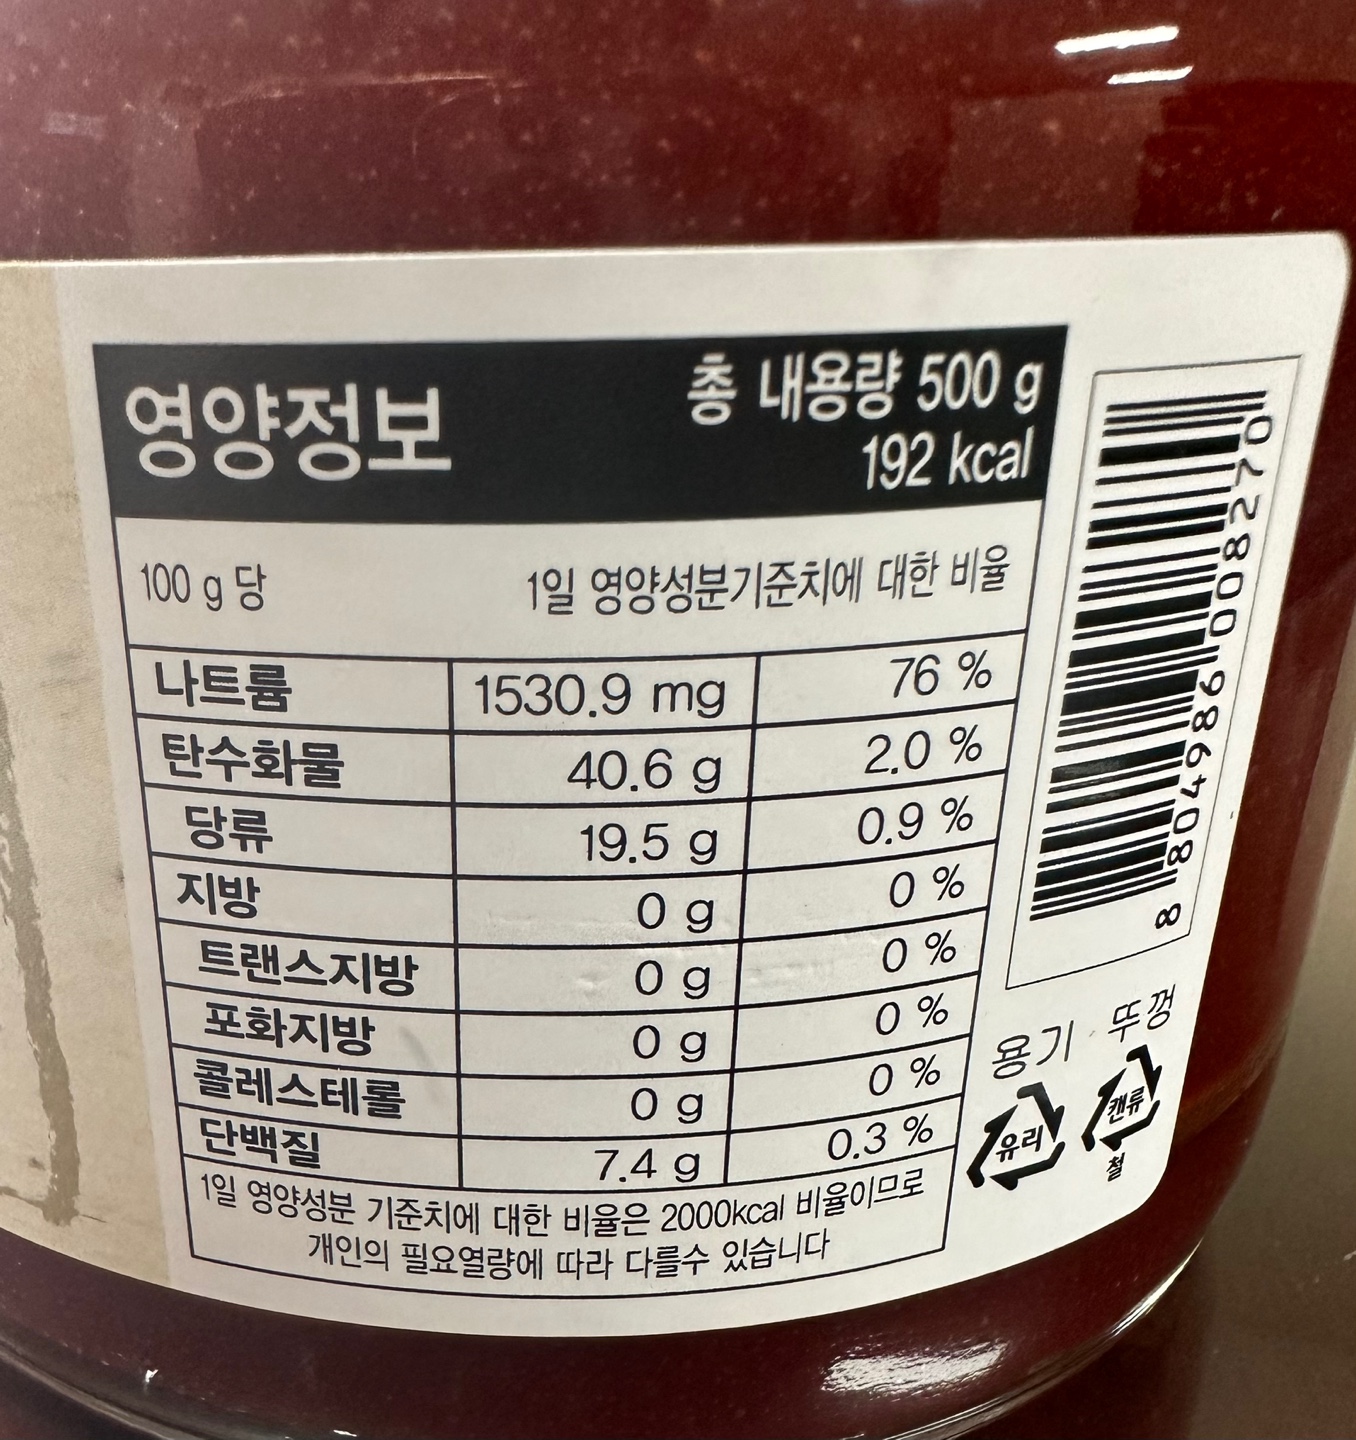 영양정보
총 내용량 500 g
192 kcal
100 g 당 1일 영양성분기준치에 대한 비율
나트륨 1530.9 mg 76 %
탄수화물 40.6 g 2.0 %
당류 19.5 g 0.9 %
지방 0 g 0 %
트랜스지방 0 g 0 %
포화지방 0 g 0 %
콜레스테롤 0 g 0 %
단백질 7.4 g 0.3 %
1일 영양성분 기준치에 대한 비율은 2000kcal 비율이므로
개인의 필요열량에 따라 다를수 있습니다
8 804986 008270
용기 뚜껑
유리 캔류
철